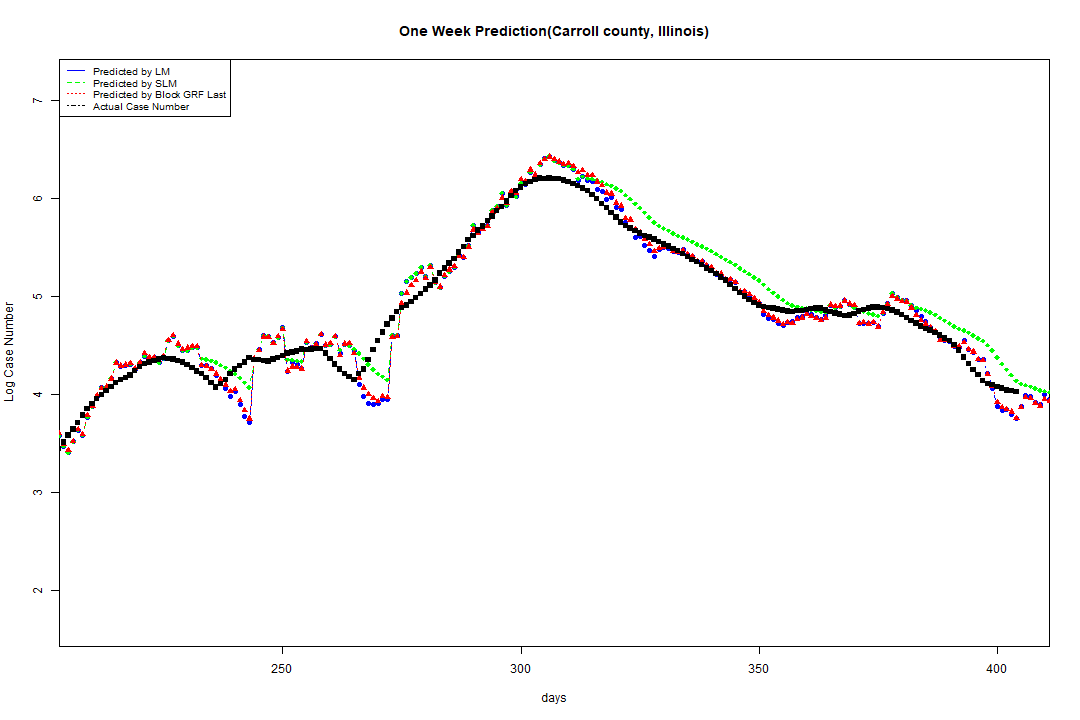 One Week Prediction(Carroll county, Illinois)
Predicted by LM
Predicted by SLM
Predicted by Block GRF Last
Actual Case Number
7
6
5
4
3
2
Log Case Number
250 300 350 400
days